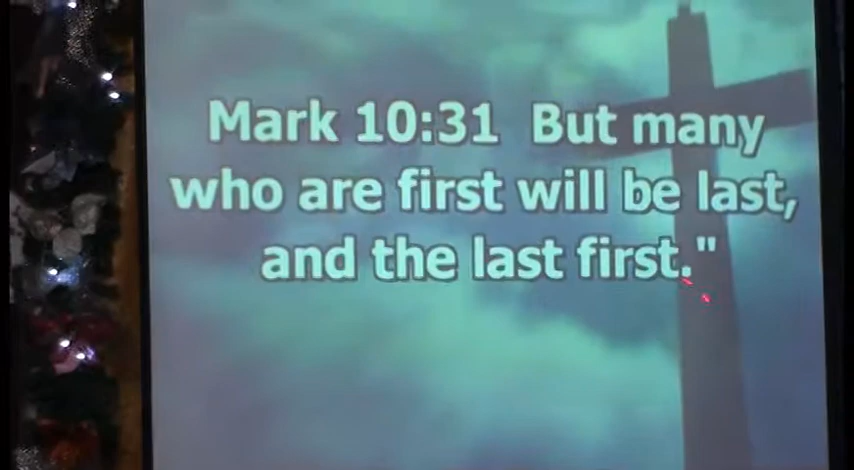 Mark 10:31  But many
who are first will be last,
and the last first."